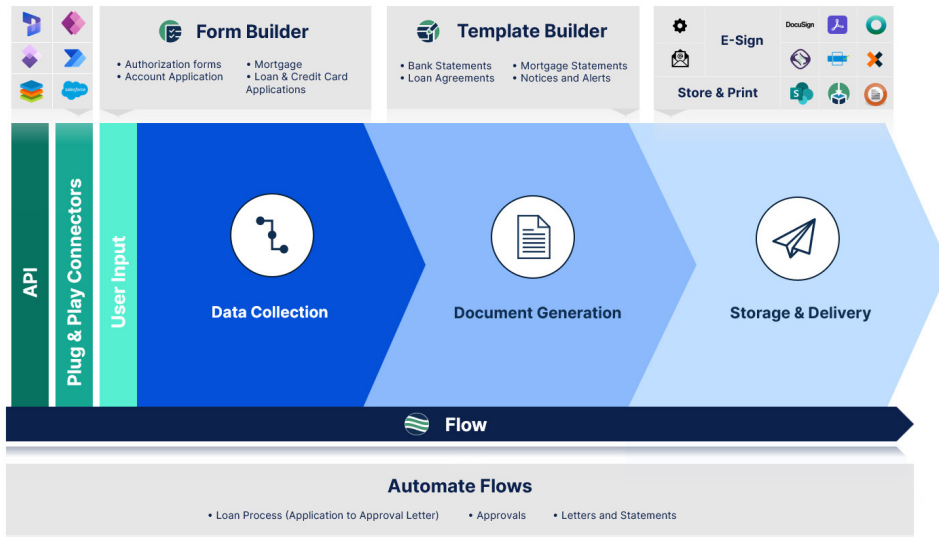 Form Builder
• Authorization forms
• Account Application
• Mortgage
• Loan & Credit Card
Applications
Template Builder
• Bank Statements
• Loan Agreements
• Mortgage Statements
• Notices and Alerts
DocuSign
E-Sign
Store & Print
salesforce
S
API
Plug & Play Connectors
User Input
Data Collection
Document Generation
Storage & Delivery
Flow
Automate Flows
• Loan Process (Application to Approval Letter)
• Approvals
• Letters and Statements